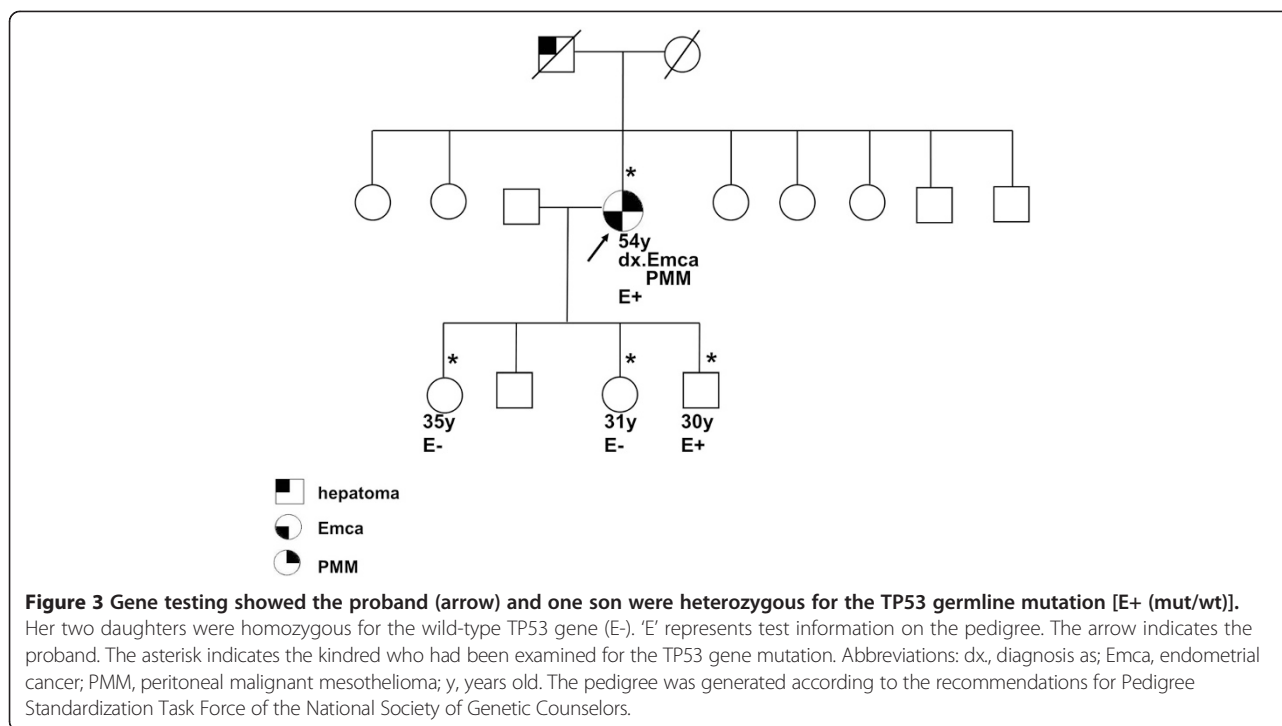 *
54y
dx.Emca
PMM
E+
* * *
35y 31y 30y
E- E- E+
hepatoma
Emca
PMM
Figure 3 Gene testing showed the proband (arrow) and one son were heterozygous for the TP53 germline mutation [E+ (mut/wt)].
Her two daughters were homozygous for the wild-type TP53 gene (E-). ‘E’ represents test information on the pedigree. The arrow indicates the
proband. The asterisk indicates the kindred who had been examined for the TP53 gene mutation. Abbreviations: dx., diagnosis as; Emca, endometrial
cancer; PMM, peritoneal malignant mesothelioma; y, years old. The pedigree was generated according to the recommendations for Pedigree
Standardization Task Force of the National Society of Genetic Counselors.